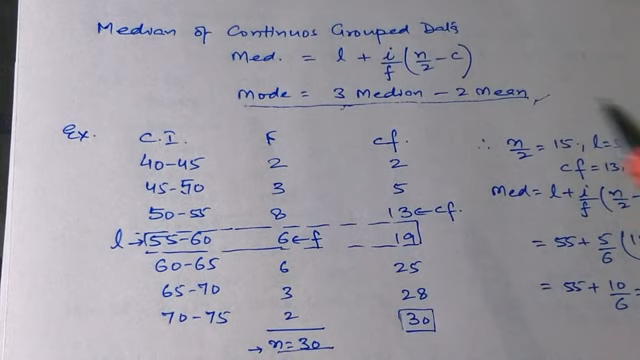 Median of Continuos Grouped Data
Med. = l + i/f (n/2 - c)
Mode = 3 Median - 2 Mean
Ex. C.I. F cf.
40-45 2 2
45-50 3 5
50-55 8 13 ← cf.
l → 55-60 6 ← f 19
60-65 6 25
65-70 3 28
70-75 2 30
→ n = 30
∴ n/2 = 15, l =
cf = 13
Med = l + i/f (n/2 -
= 55 + 5/6 (1
= 55 + 10/6 =